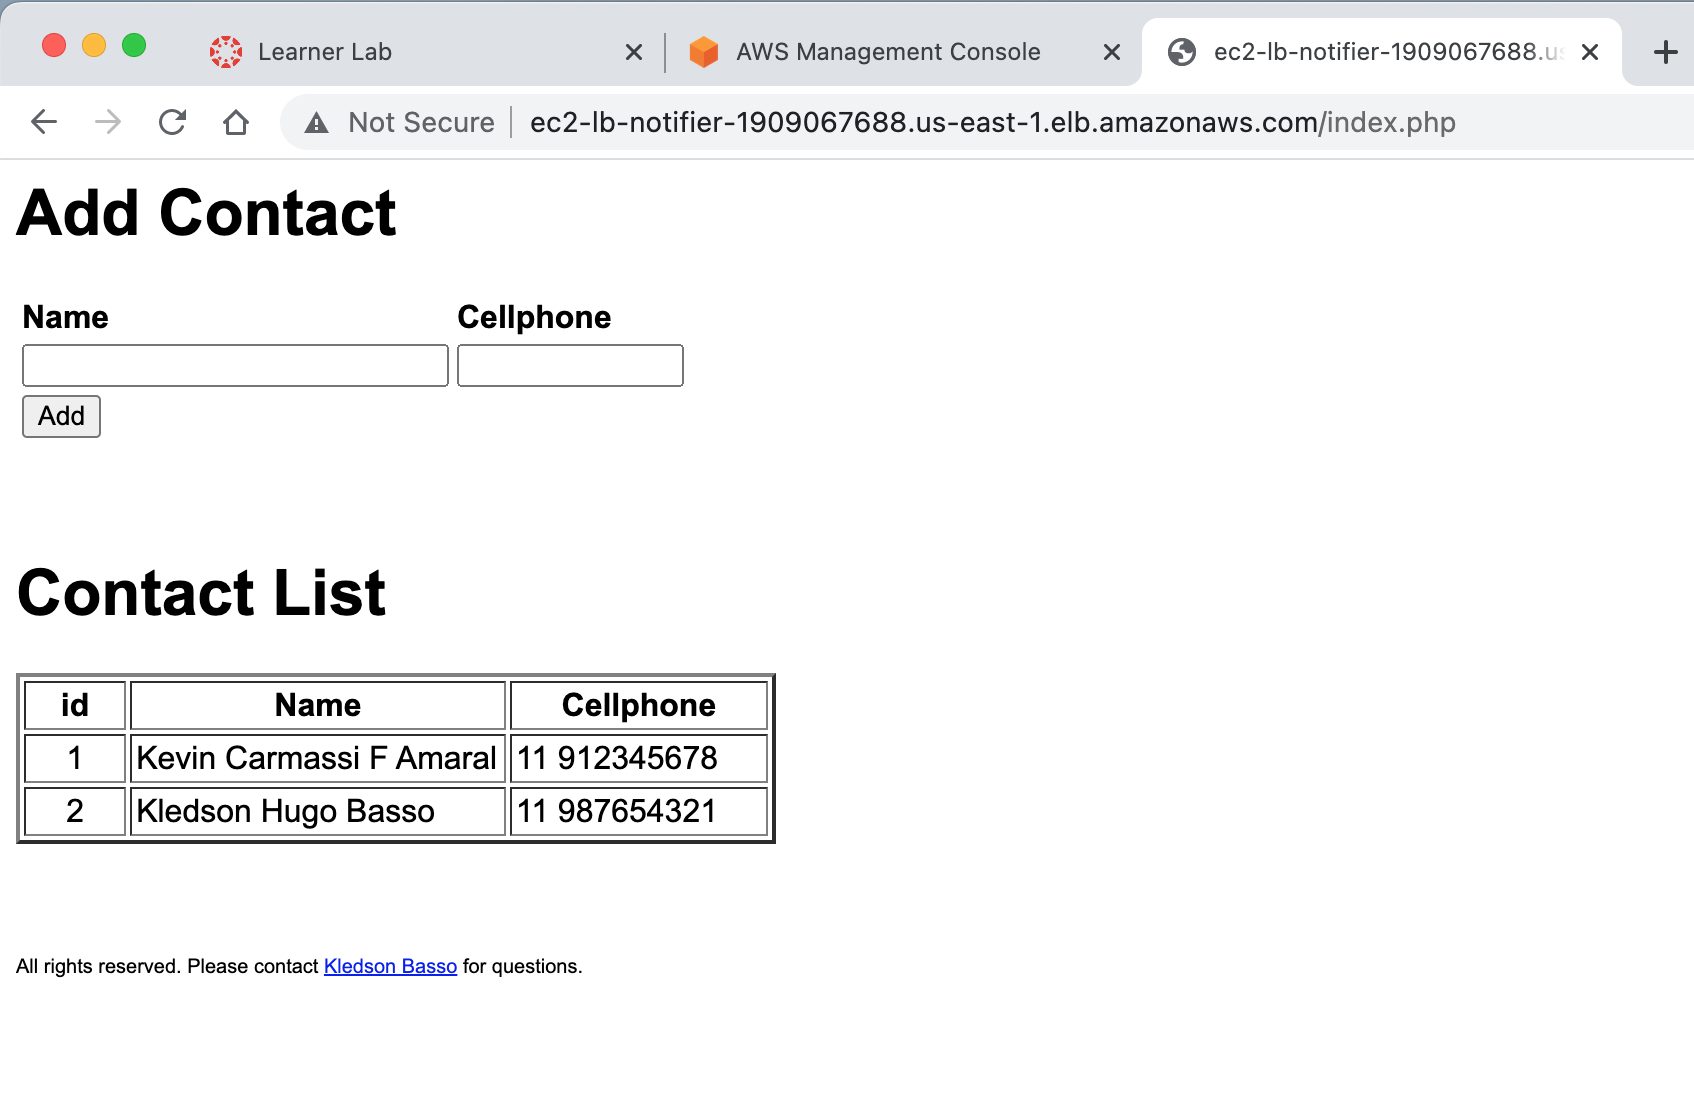 Learner Lab AWS Management Console ec2-lb-notifier-1909067688.us
Not Secure ec2-lb-notifier-1909067688.us-east-1.elb.amazonaws.com/index.php
Add Contact
Name Cellphone
Add
Contact List
id Name Cellphone
1 Kevin Carmassi F Amaral 11 912345678
2 Kledson Hugo Basso 11 987654321
All rights reserved. Please contact Kledson Basso for questions.